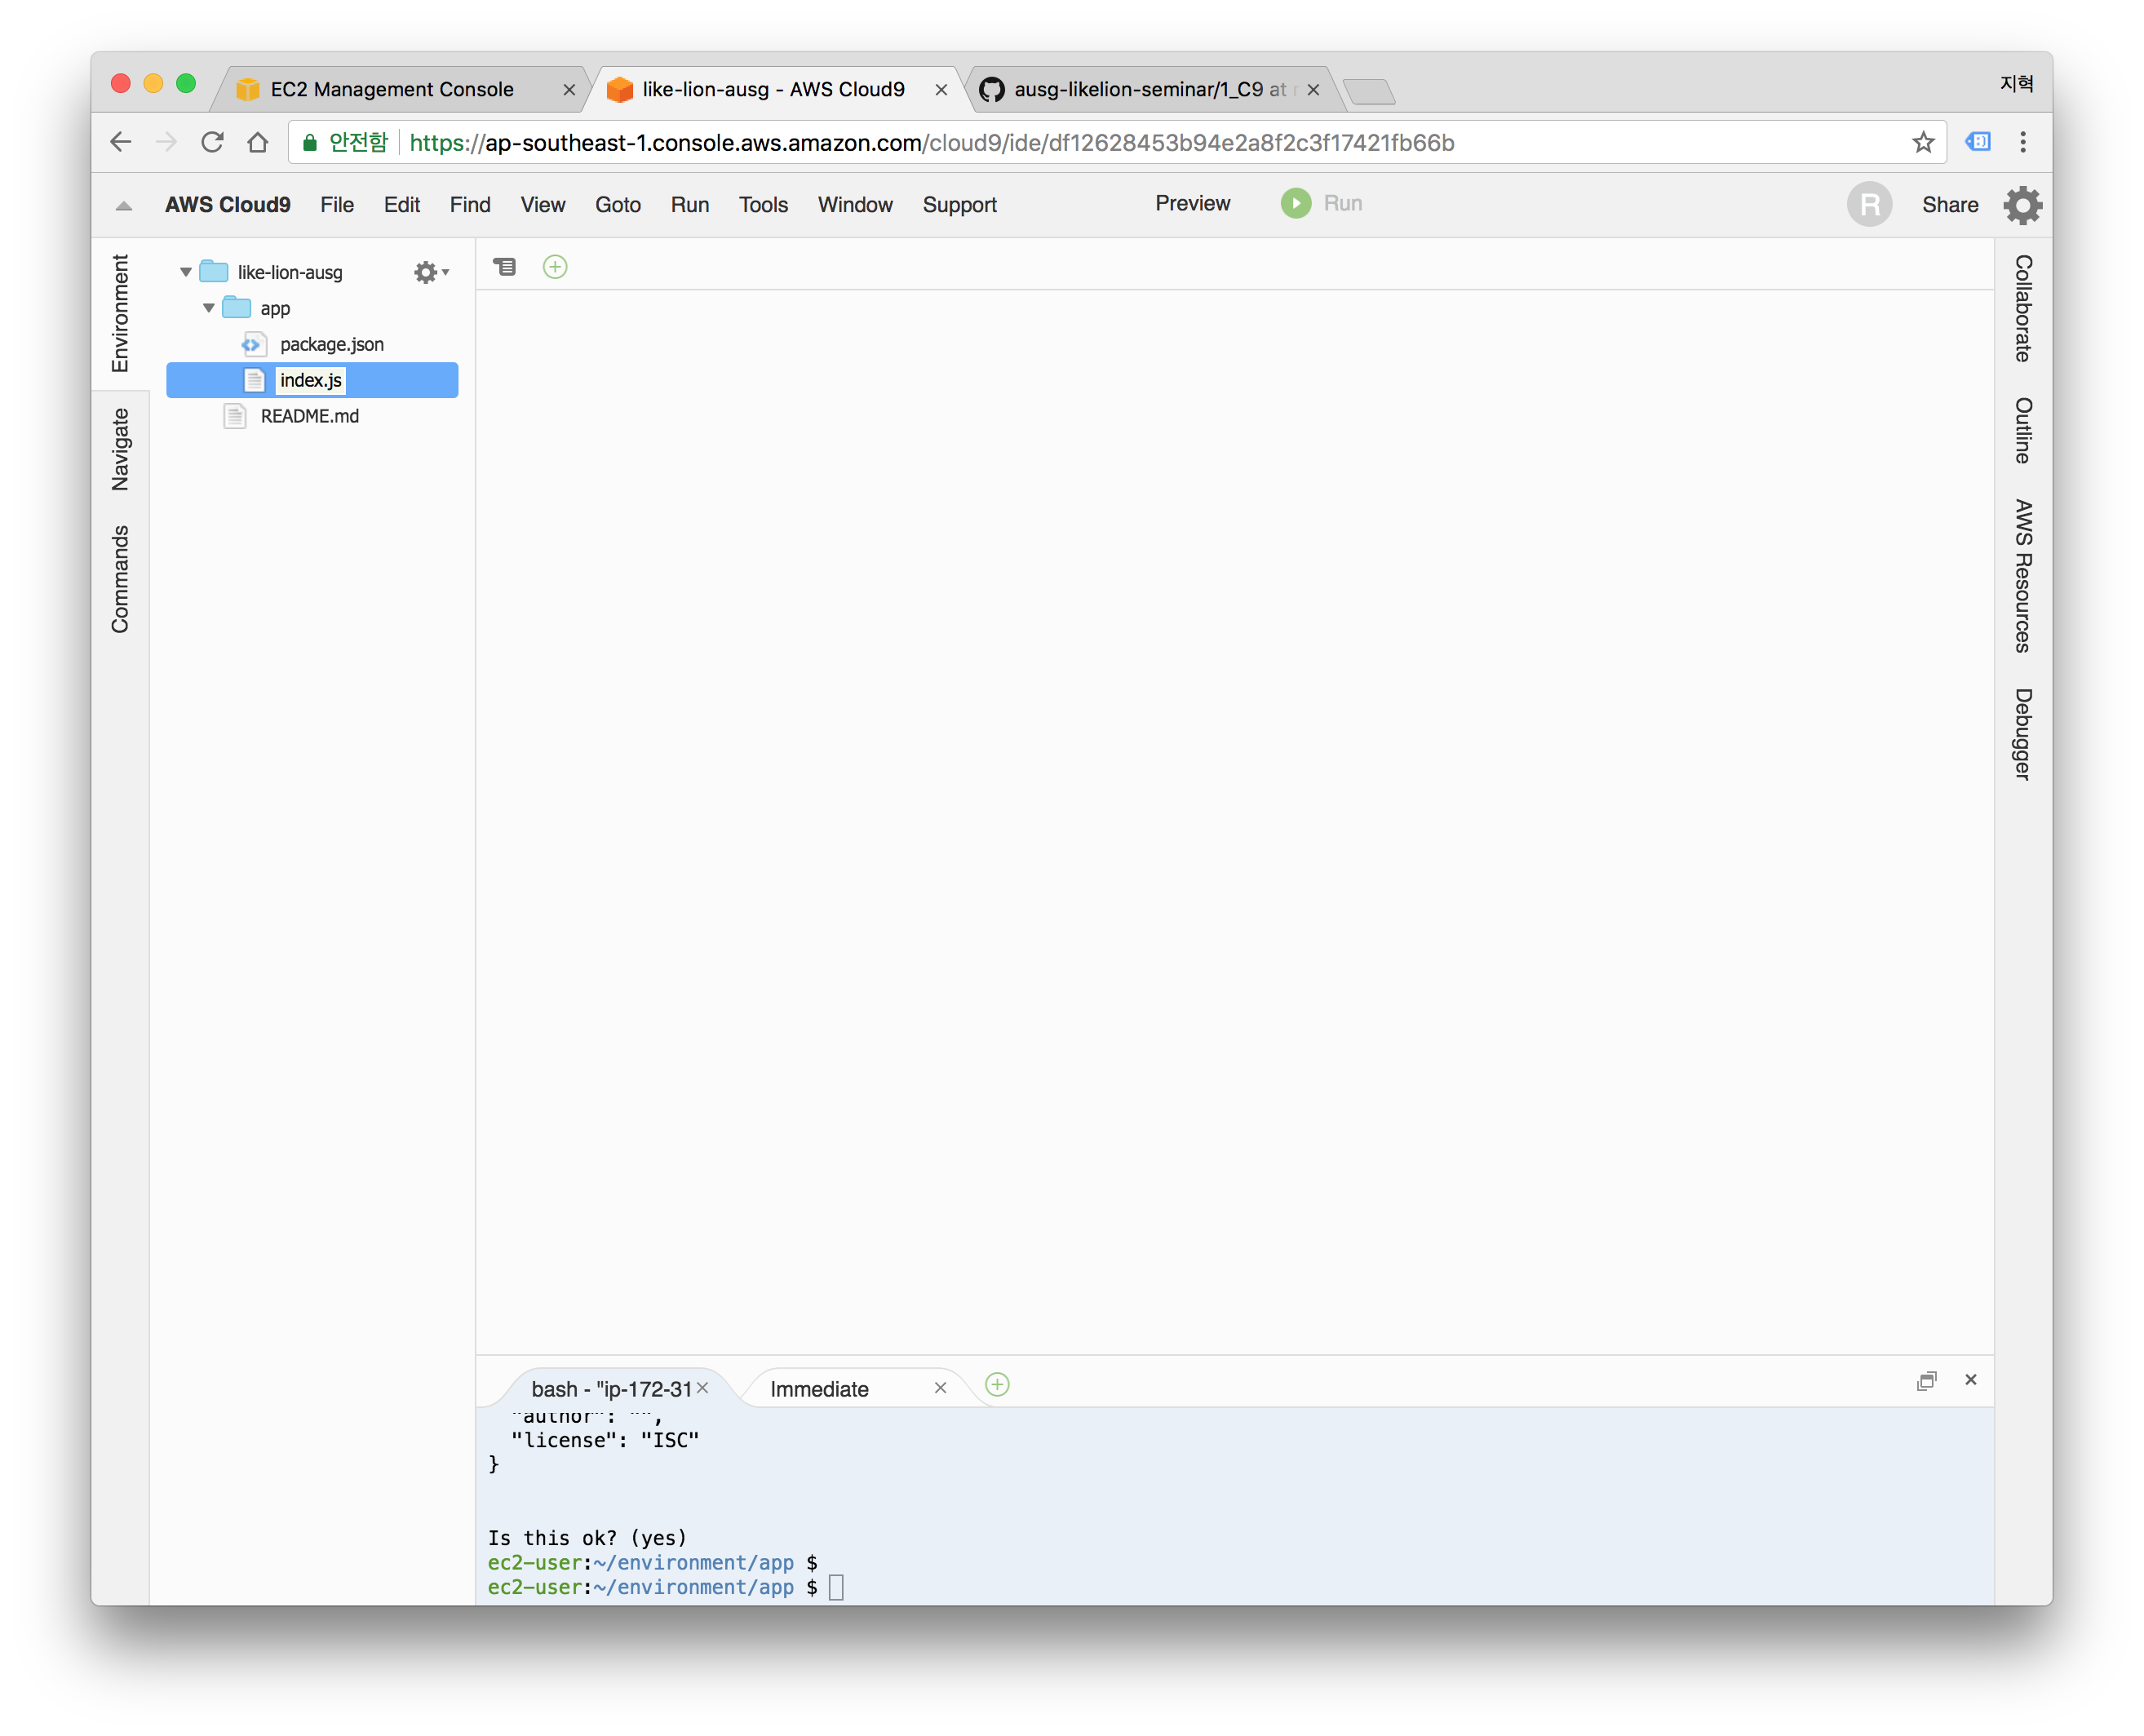 EC2 Management Console
like-lion-ausg - AWS Cloud9
ausg-likelion-seminar/1_C9 at
지혁
안전함 https://ap-southeast-1.console.aws.amazon.com/cloud9/ide/df12628453b94e2a8f2c3f17421fb66b
AWS Cloud9 File Edit Find View Goto Run Tools Window Support Preview Run R Share
Environment
Navigate
Commands
like-lion-ausg
app
package.json
index.js
README.md
Collaborate
Outline
AWS Resources
Debugger
bash - "ip-172-31
Immediate
"author": "",
"license": "ISC"
}
Is this ok? (yes)
ec2-user:~/environment/app $
ec2-user:~/environment/app $